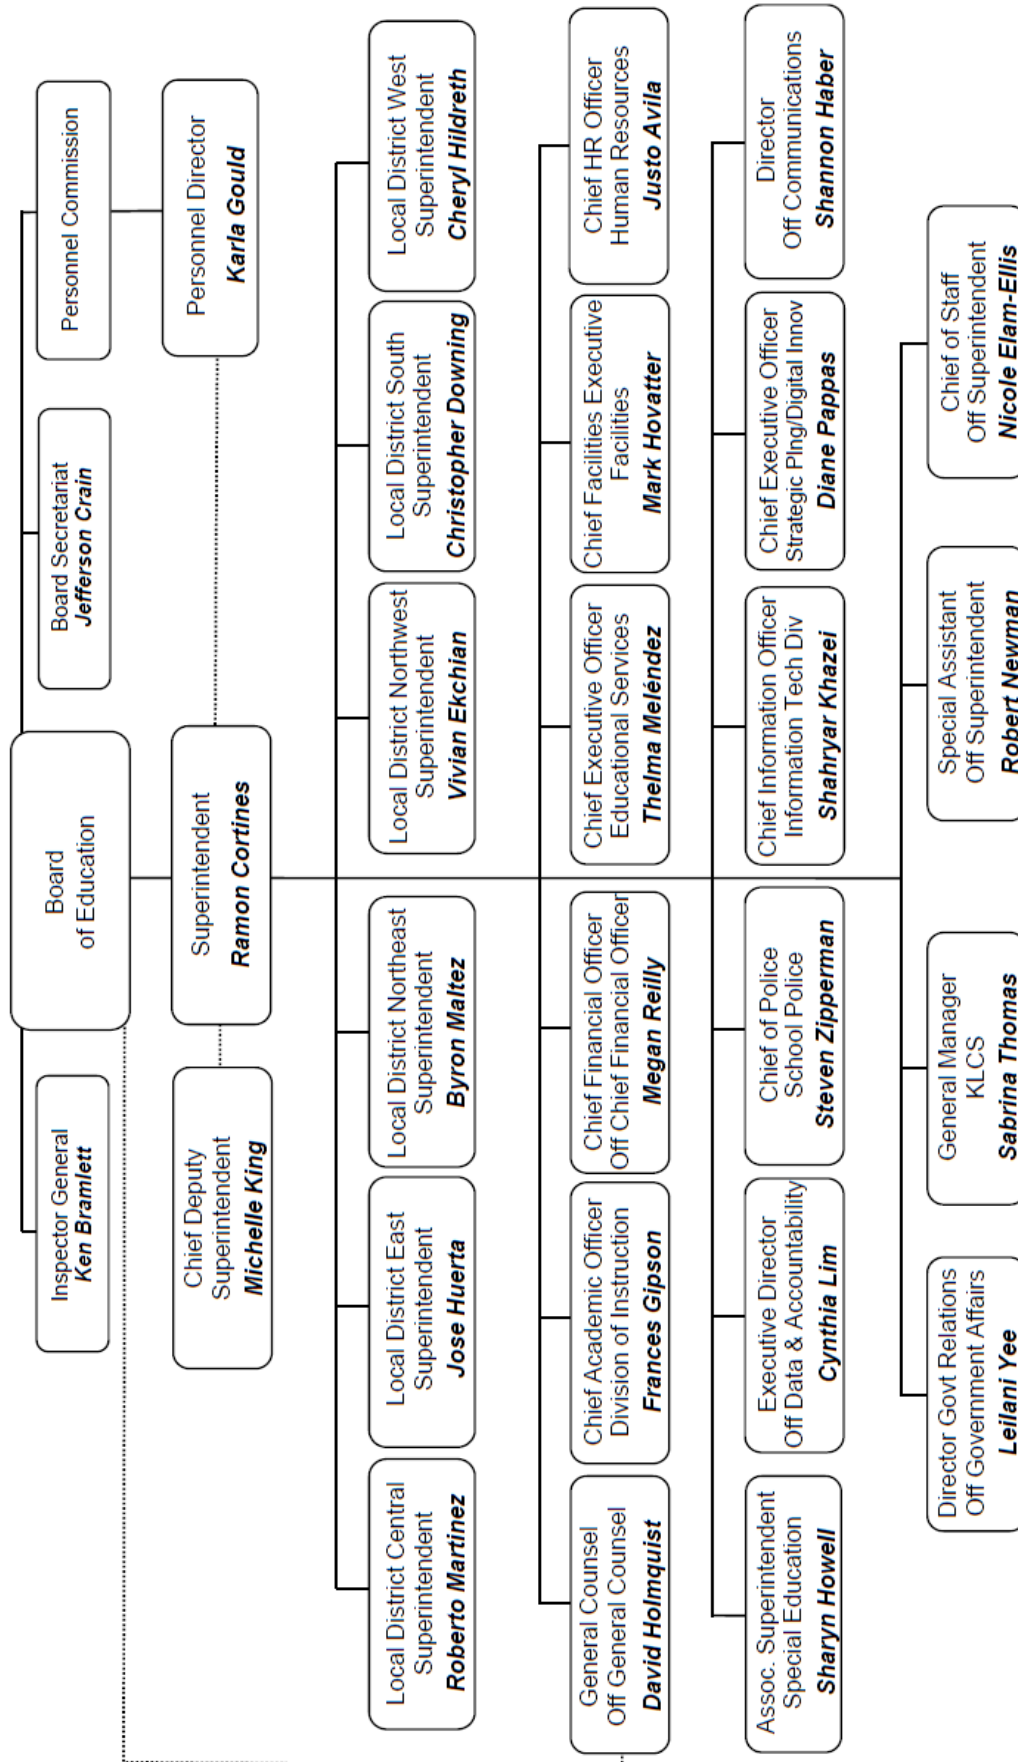 Inspector General
Ken Bramlett
Board
of Education
Board Secretariat
Jefferson Crain
Personnel Commission
Chief Deputy
Superintendent
Michelle King
Superintendent
Ramon Cortines
Personnel Director
Karla Gould
Local District Central
Superintendent
Roberto Martinez
Local District East
Superintendent
Jose Huerta
Local District Northeast
Superintendent
Byron Maltez
Local District Northwest
Superintendent
Vivian Ekchian
Local District South
Superintendent
Christopher Downing
Local District West
Superintendent
Cheryl Hildreth
General Counsel
Off General Counsel
David Holmquist
Chief Academic Officer
Division of Instruction
Frances Gipson
Chief Financial Officer
Off Chief Financial Officer
Megan Reilly
Chief Executive Officer
Educational Services
Thelma Meléndez
Chief Facilities Executive
Facilities
Mark Hovatter
Chief HR Officer
Human Resources
Justo Avila
Assoc. Superintendent
Special Education
Sharyn Howell
Executive Director
Off Data & Accountability
Cynthia Lim
Chief of Police
School Police
Steven Zipperman
Chief Information Officer
Information Tech Div
Shahryar Khazei
Chief Executive Officer
Strategic Plng/Digital Innov
Diane Pappas
Director
Off Communications
Shannon Haber
Director Govt Relations
Off Government Affairs
Leilani Yee
General Manager
KLCS
Sabrina Thomas
Special Assistant
Off Superintendent
Robert Newman
Chief of Staff
Off Superintendent
Nicole Elam-Ellis